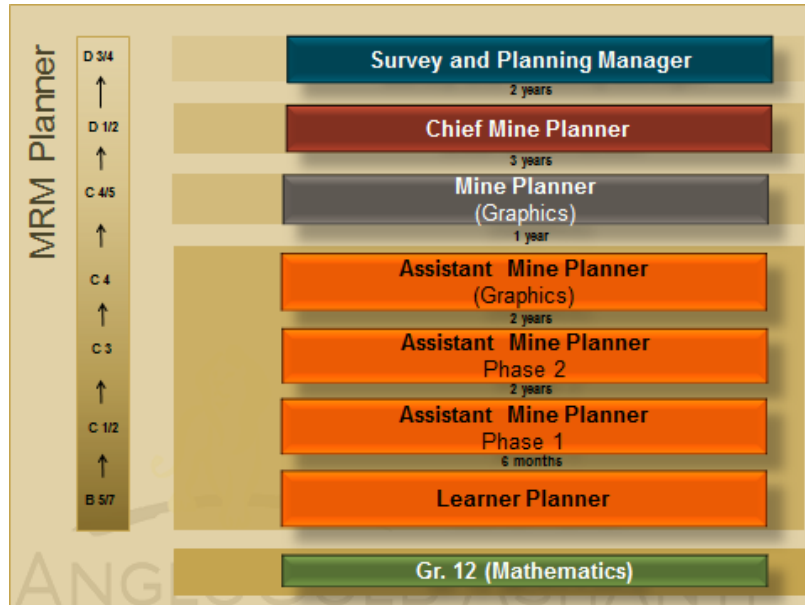 MRM Planner
D 3/4
D 1/2
C 4/5
C 4
C 3
C 1/2
B 5/7
Survey and Planning Manager
2 years
Chief Mine Planner
3 years
Mine Planner
(Graphics)
1 year
Assistant Mine Planner
(Graphics)
2 years
Assistant Mine Planner
Phase 2
2 years
Assistant Mine Planner
Phase 1
6 months
Learner Planner
Gr. 12 (Mathematics)
ANGLOGOLD ASHANTI